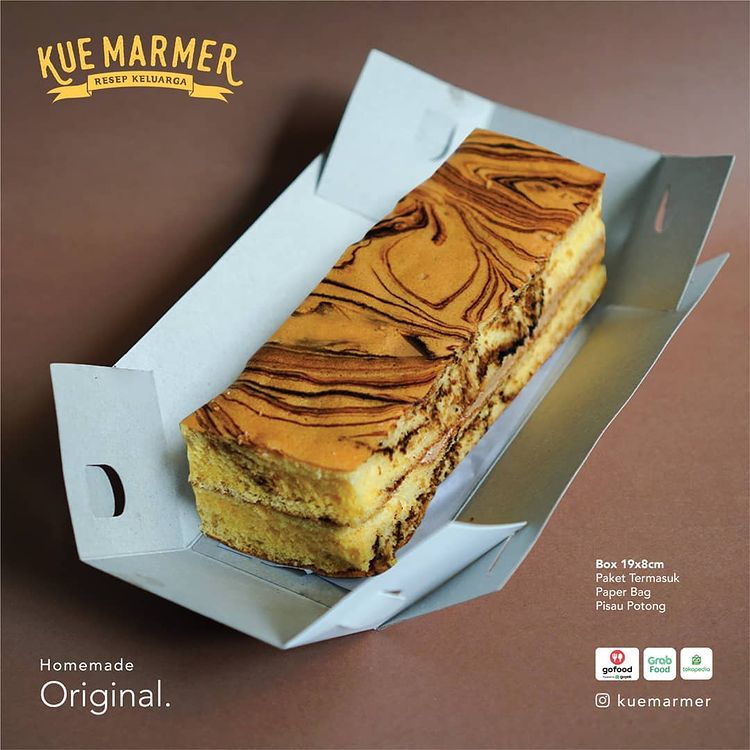 KUE MARMER
RESEP KELUARGA
Box 19x8cm
Paket Termasuk
Paper Bag
Pisau Potong
Homemade
Original.
gofood
Grab
Food
tokopedia
kuemarmer